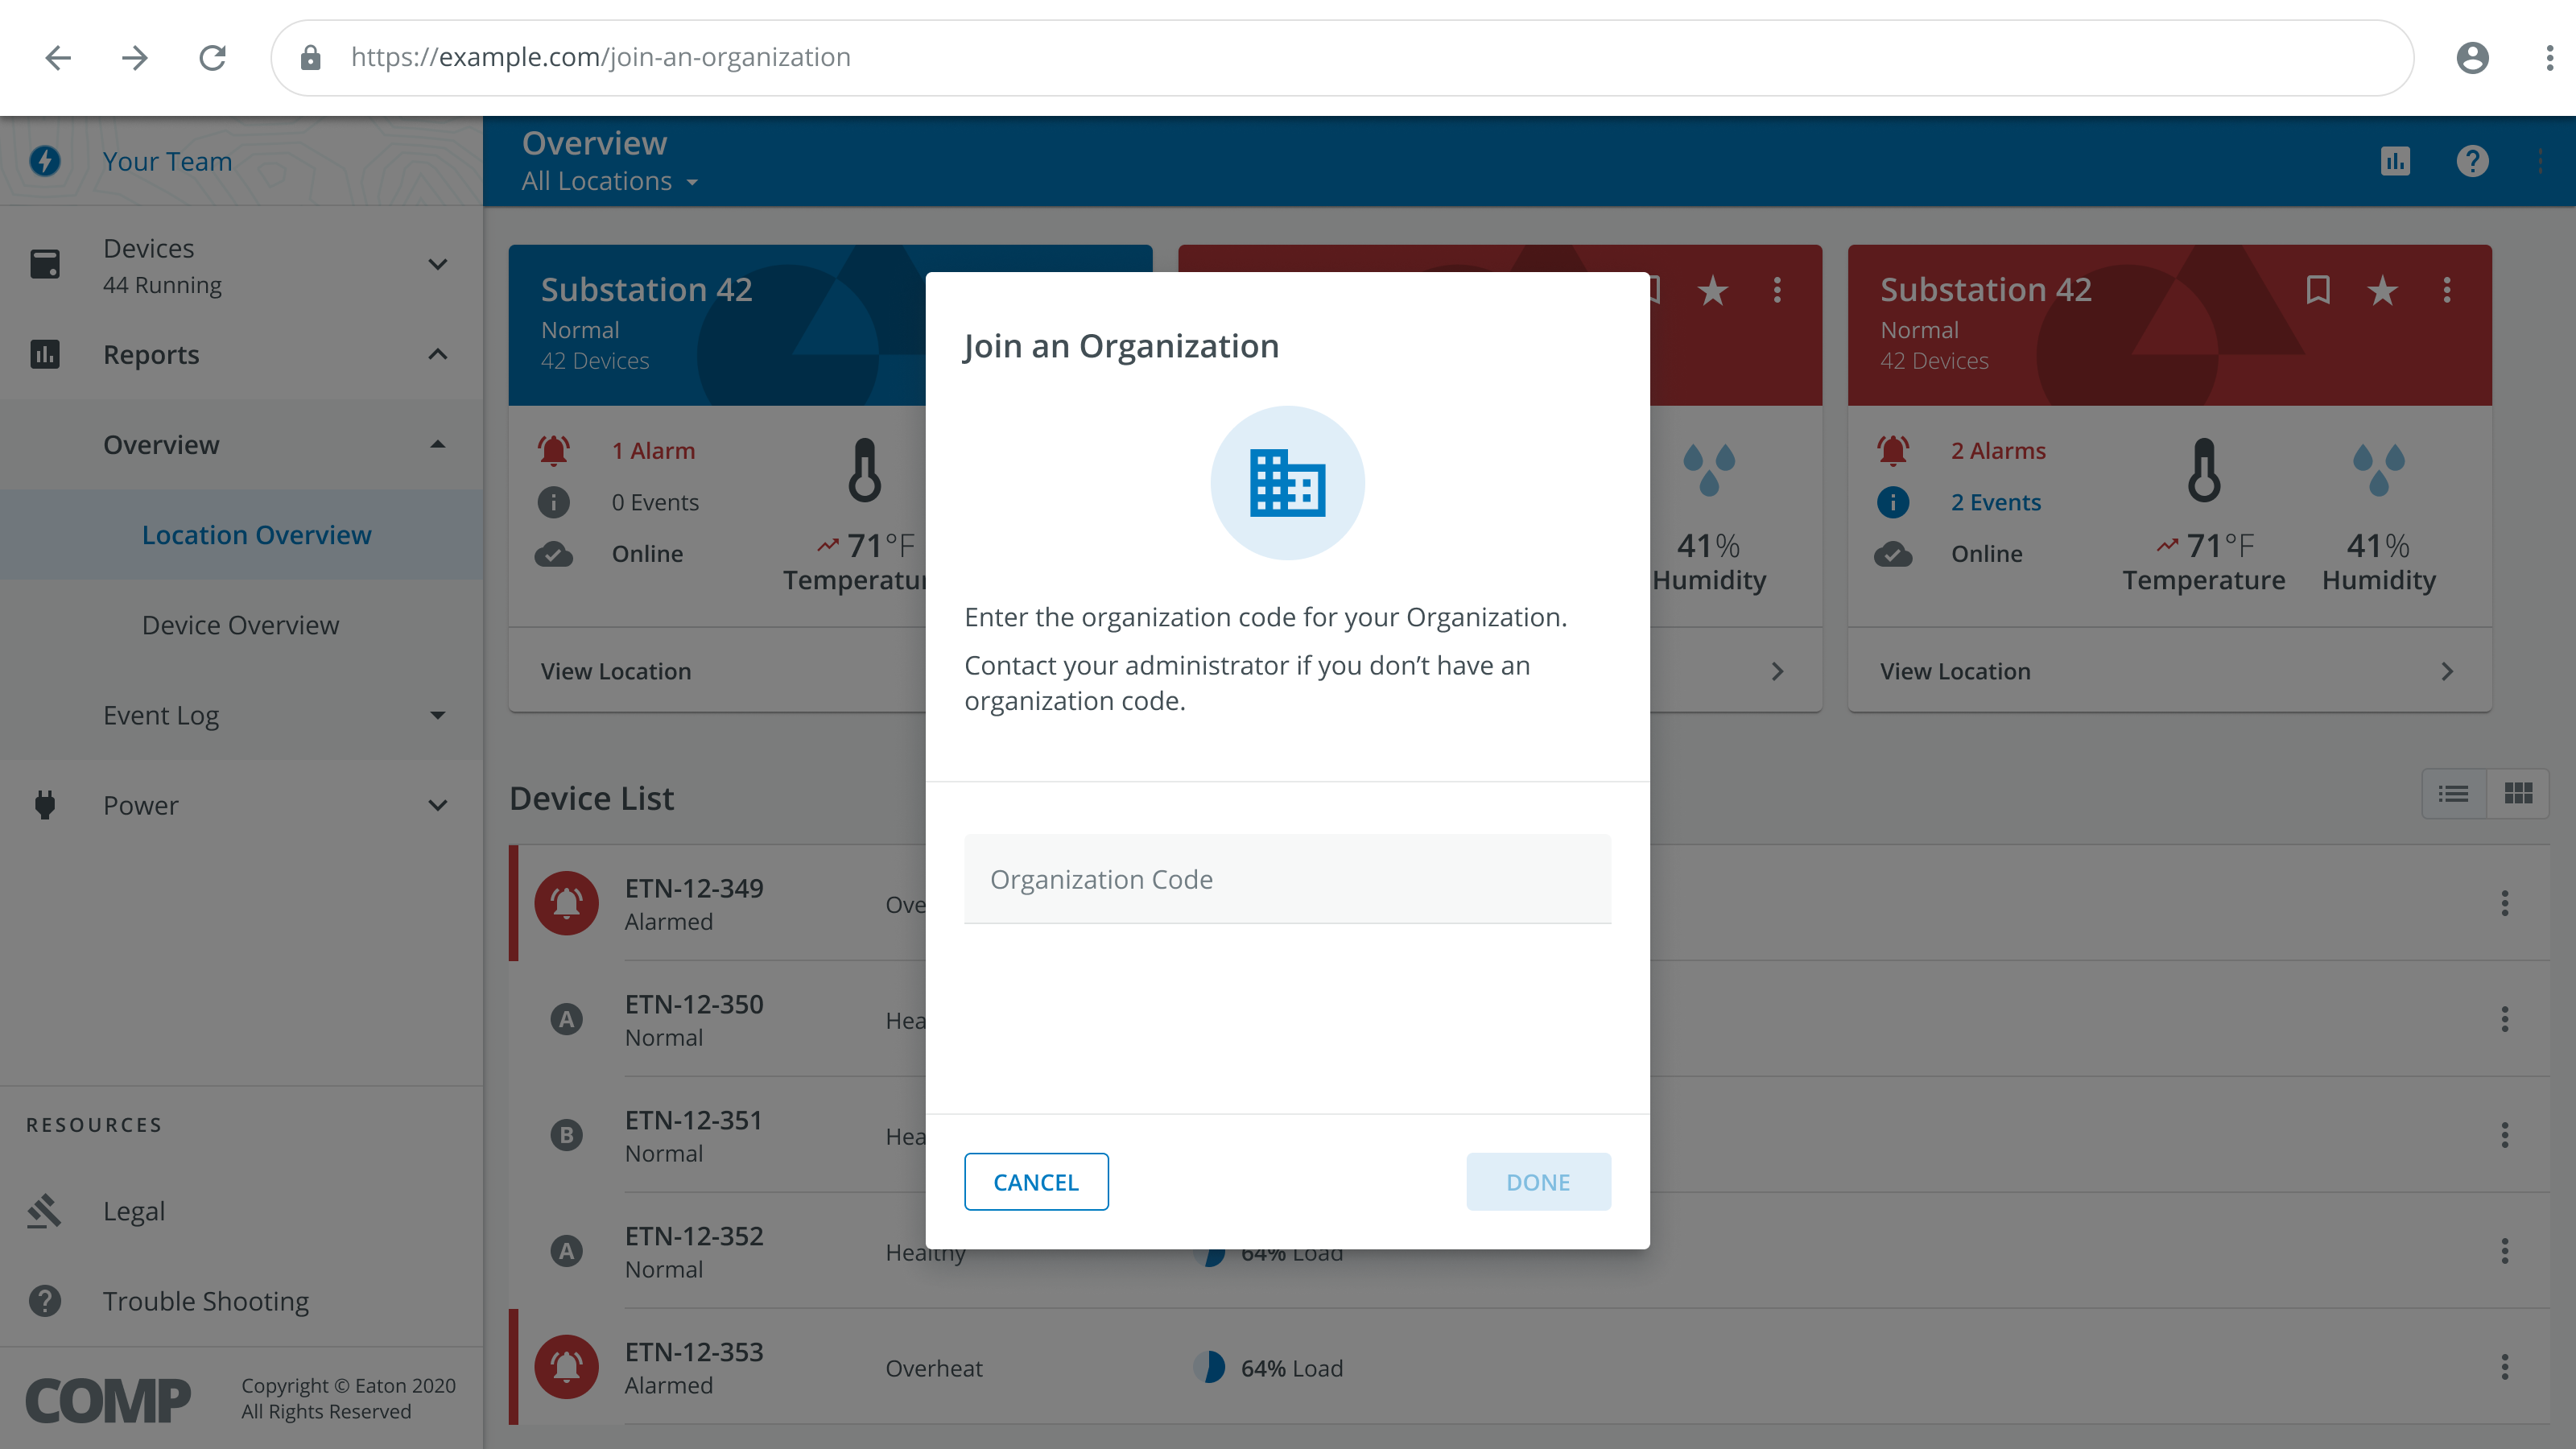 https://example.com/join-an-organization
Your Team
Overview
All Locations
Devices
44 Running
Reports
Overview
Location Overview
Device Overview
Event Log
Power
RESOURCES
Legal
Trouble Shooting
COMP
Copyright © Eaton 2020
All Rights Reserved
Substation 42
Normal
42 Devices
1 Alarm
0 Events
Online
71°F
View Location
41%
Humidity
Substation 42
Normal
42 Devices
2 Alarms
2 Events
Online
71°F
Temperature
41%
Humidity
View Location
Device List
ETN-12-349
Alarmed
A
ETN-12-350
Normal
B
ETN-12-351
Normal
A
ETN-12-352
Normal
Healthy
64% Load
ETN-12-353
Alarmed
Overheat
64% Load
Join an Organization
Enter the organization code for your Organization.
Contact your administrator if you don’t have an
organization code.
Organization Code
CANCEL
DONE